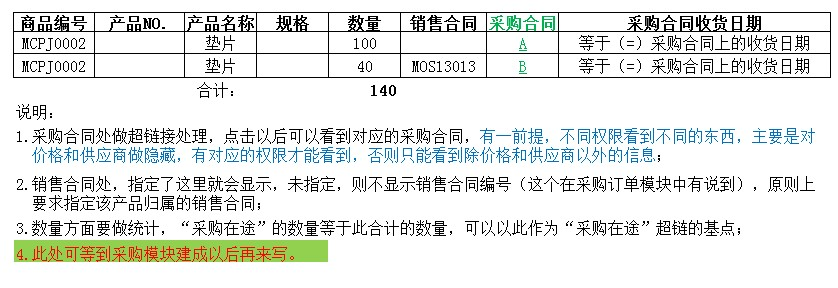 商品编号 产品NO. 产品名称 规格 数量 销售合同 采购合同 采购合同收货日期
MCPJ0002 垫片 100 A 等于（=）采购合同上的收货日期
MCPJ0002 垫片 40 MOS13013 B 等于（=）采购合同上的收货日期
合计： 140
说明：
1.采购合同处做超链接处理，点击以后可以看到对应的采购合同，有一前提，不同权限看到不同的东西，主要是对
价格和供应商做隐藏，有对应的权限才能看到，否则只能看到除价格和供应商以外的信息；
2.销售合同处，指定了这里就会显示，未指定，则不显示销售合同编号（这个在采购订单模块中有说到），原则上
要求指定该产品归属的销售合同；
3.数量方面要做统计，“采购在途”的数量等于此合计的数量，可以以此作为“采购在途”超链的基点；
4.此处可等到采购模块建成以后再来写。